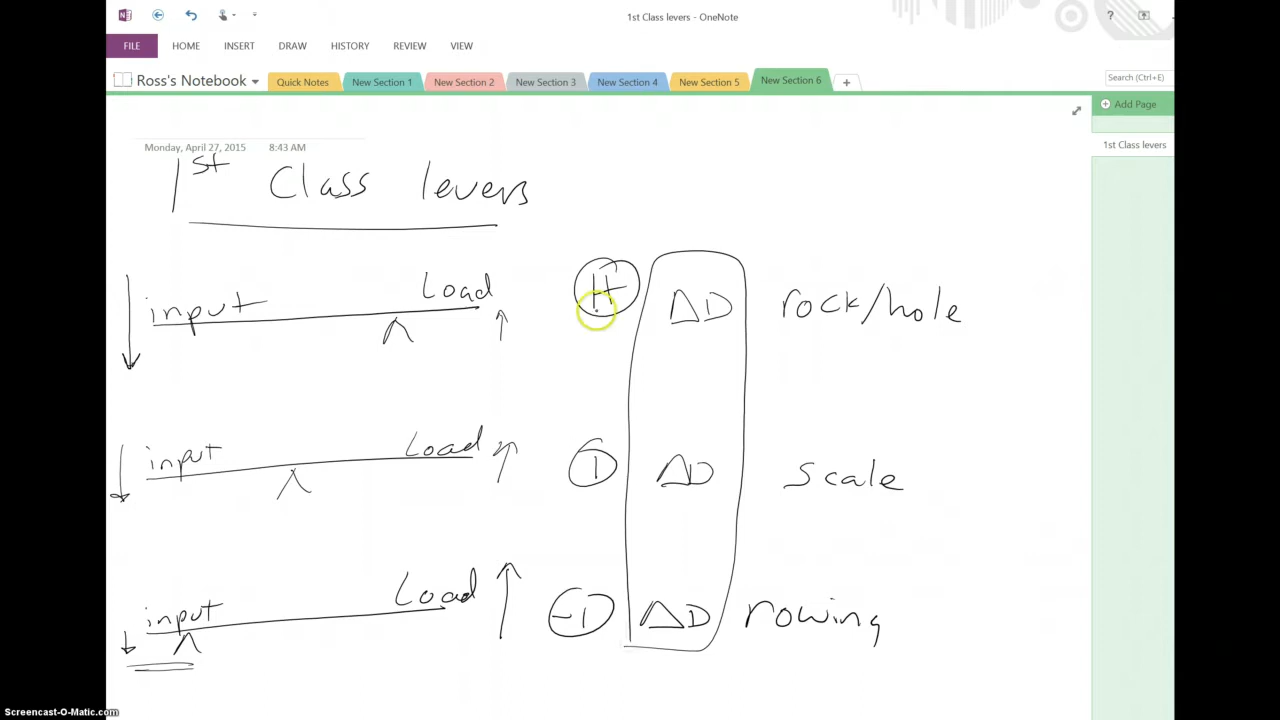 1st Class levers - OneNote
?
FILE HOME INSERT DRAW HISTORY REVIEW VIEW
Ross's Notebook Quick Notes New Section 1 New Section 2 New Section 3 New Section 4 New Section 5 New Section 6 + Search (Ctrl+E)
Add Page
Monday, April 27, 2015 8:43 AM
1st Class levers
1st Class levers
input Load ΔD rock/hole
input Load ΔD scale
input Load ΔD rowing
Screencast-O-Matic.com